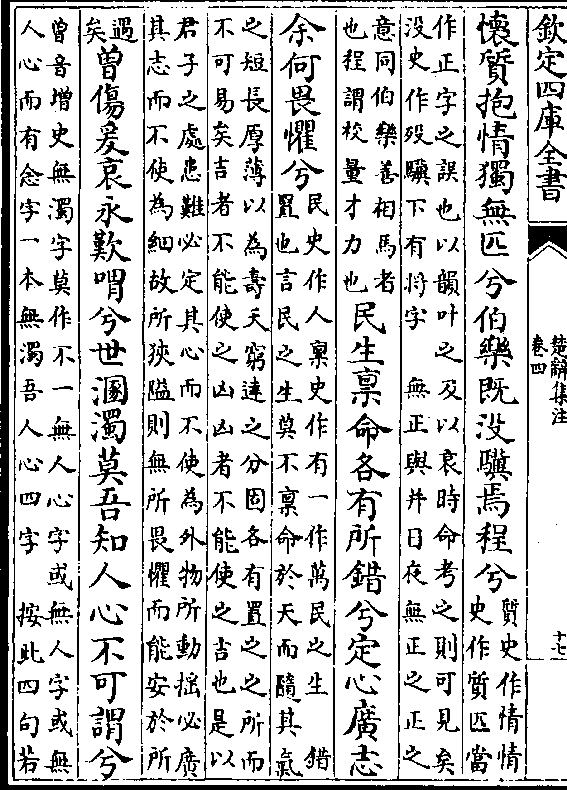 欽定四庫全書
楚辭集注
卷四
十七
懷質抱情獨無匹兮伯樂既没驥焉程兮質史作情情史作質匹當
作正字之誤也以韻叶之及以哀時命考之則可見矣
没史作歿驥下有将字　無正與并日夜無正之正之
意同伯樂善相馬者
也程謂校量才力也民生禀命各有所錯兮定心廣志
余何畏懼兮民史作人稟史作有一作萬民之生　錯
置也言民之生莫不稟命於天而隨其氣
之短長厚薄以為壽夭窮達之分固各有置之之所而
不可易矣吉者不能使之凶凶者不能使之吉也是以
君子之處患難必定其心而不使為外物所動揺必廣
其志而不使為細故所狹隘則無所畏懼而能安於所
遇
矣曽傷爰哀永歎喟兮世溷濁莫吾知人心不可謂兮
曽音增史無濁字莫作不一無人心字或無人字或無
人心而有念字一本無濁吾人心四字　按此四句若